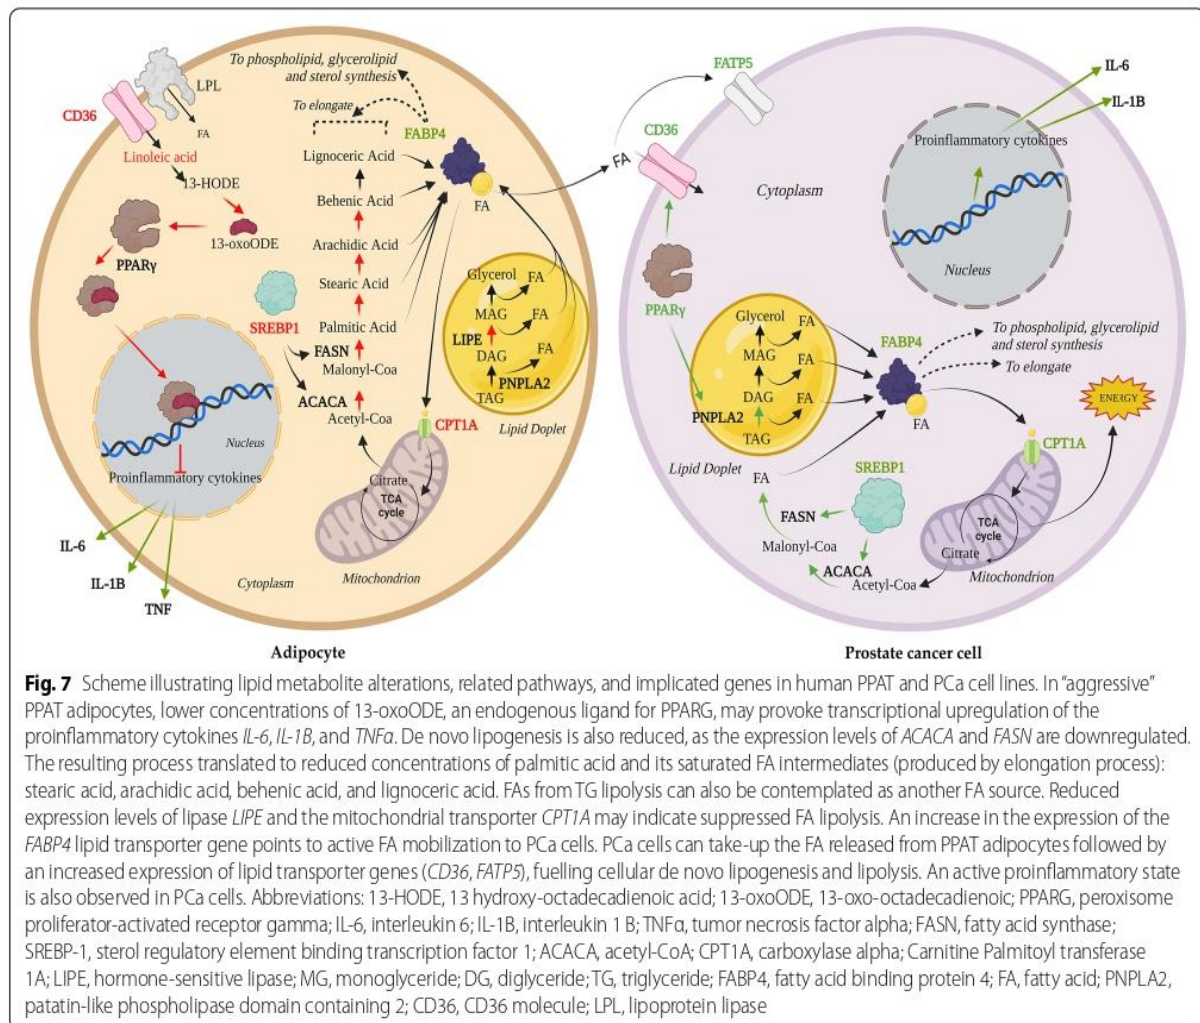 To phospholipid, glycerolipid
and sterol synthesis
LPL
CD36
FA
To elongate
FABP4
Linoleic acid
Lignoceric Acid
13-HODE
Behenic Acid
FA
13-oxoODE
Arachidic Acid
PPARγ
Stearic Acid
SREBP1
Palmitic Acid
FASN
Malonyl-Coa
ACACA
Acetyl-Coa
Glycerol
FA
MAG
FA
LIPE
DAG
FA
PNPLA2
TAG
Lipid Doplet
CPT1A
Nucleus
Proinflammatory cytokines
Citrate
TCA
cycle
IL-6
IL-1B
TNF
Cytoplasm
Mitochondrion
Adipocyte
FATP5
IL-6
IL-1B
CD36
FA
Proinflammatory cytokines
Cytoplasm
Nucleus
PPARγ
Glycerol
FA
MAG
FA
DAG
FA
PNPLA2
TAG
Lipid Doplet
FABP4
To phospholipid, glycerolipid
and sterol synthesis
To elongate
FA
ENERGY
CPT1A
SREBP1
FA
FASN
Malonyl-Coa
ACACA
Acetyl-Coa
TCA
cycle
Citrate
Mitochondrion
Prostate cancer cell
Fig. 7 Scheme illustrating lipid metabolite alterations, related pathways, and implicated genes in human PPAT and PCa cell lines. In “aggressive”
PPAT adipocytes, lower concentrations of 13-oxoODE, an endogenous ligand for PPARG, may provoke transcriptional upregulation of the
proinflammatory cytokines IL-6, IL-1B, and TNFα. De novo lipogenesis is also reduced, as the expression levels of ACACA and FASN are downregulated.
The resulting process translated to reduced concentrations of palmitic acid and its saturated FA intermediates (produced by elongation process):
stearic acid, arachidic acid, behenic acid, and lignoceric acid. FAs from TG lipolysis can also be contemplated as another FA source. Reduced
expression levels of lipase LIPE and the mitochondrial transporter CPT1A may indicate suppressed FA lipolysis. An increase in the expression of the
FABP4 lipid transporter gene points to active FA mobilization to PCa cells. PCa cells can take-up the FA released from PPAT adipocytes followed by
an increased expression of lipid transporter genes (CD36, FATP5), fuelling cellular de novo lipogenesis and lipolysis. An active proinflammatory state
is also observed in PCa cells. Abbreviations: 13-HODE, 13 hydroxy-octadecadienoic acid; 13-oxoODE, 13-oxo-octadecadienoic; PPARG, peroxisome
proliferator-activated receptor gamma; IL-6, interleukin 6; IL-1B, interleukin 1 B; TNFα, tumor necrosis factor alpha; FASN, fatty acid synthase;
SREBP-1, sterol regulatory element binding transcription factor 1; ACACA, acetyl-CoA; CPT1A, carboxylase alpha; Carnitine Palmitoyl transferase
1A; LIPE, hormone-sensitive lipase; MG, monoglyceride; DG, diglyceride; TG, triglyceride; FABP4, fatty acid binding protein 4; FA, fatty acid; PNPLA2,
patatin-like phospholipase domain containing 2; CD36, CD36 molecule; LPL, lipoprotein lipase